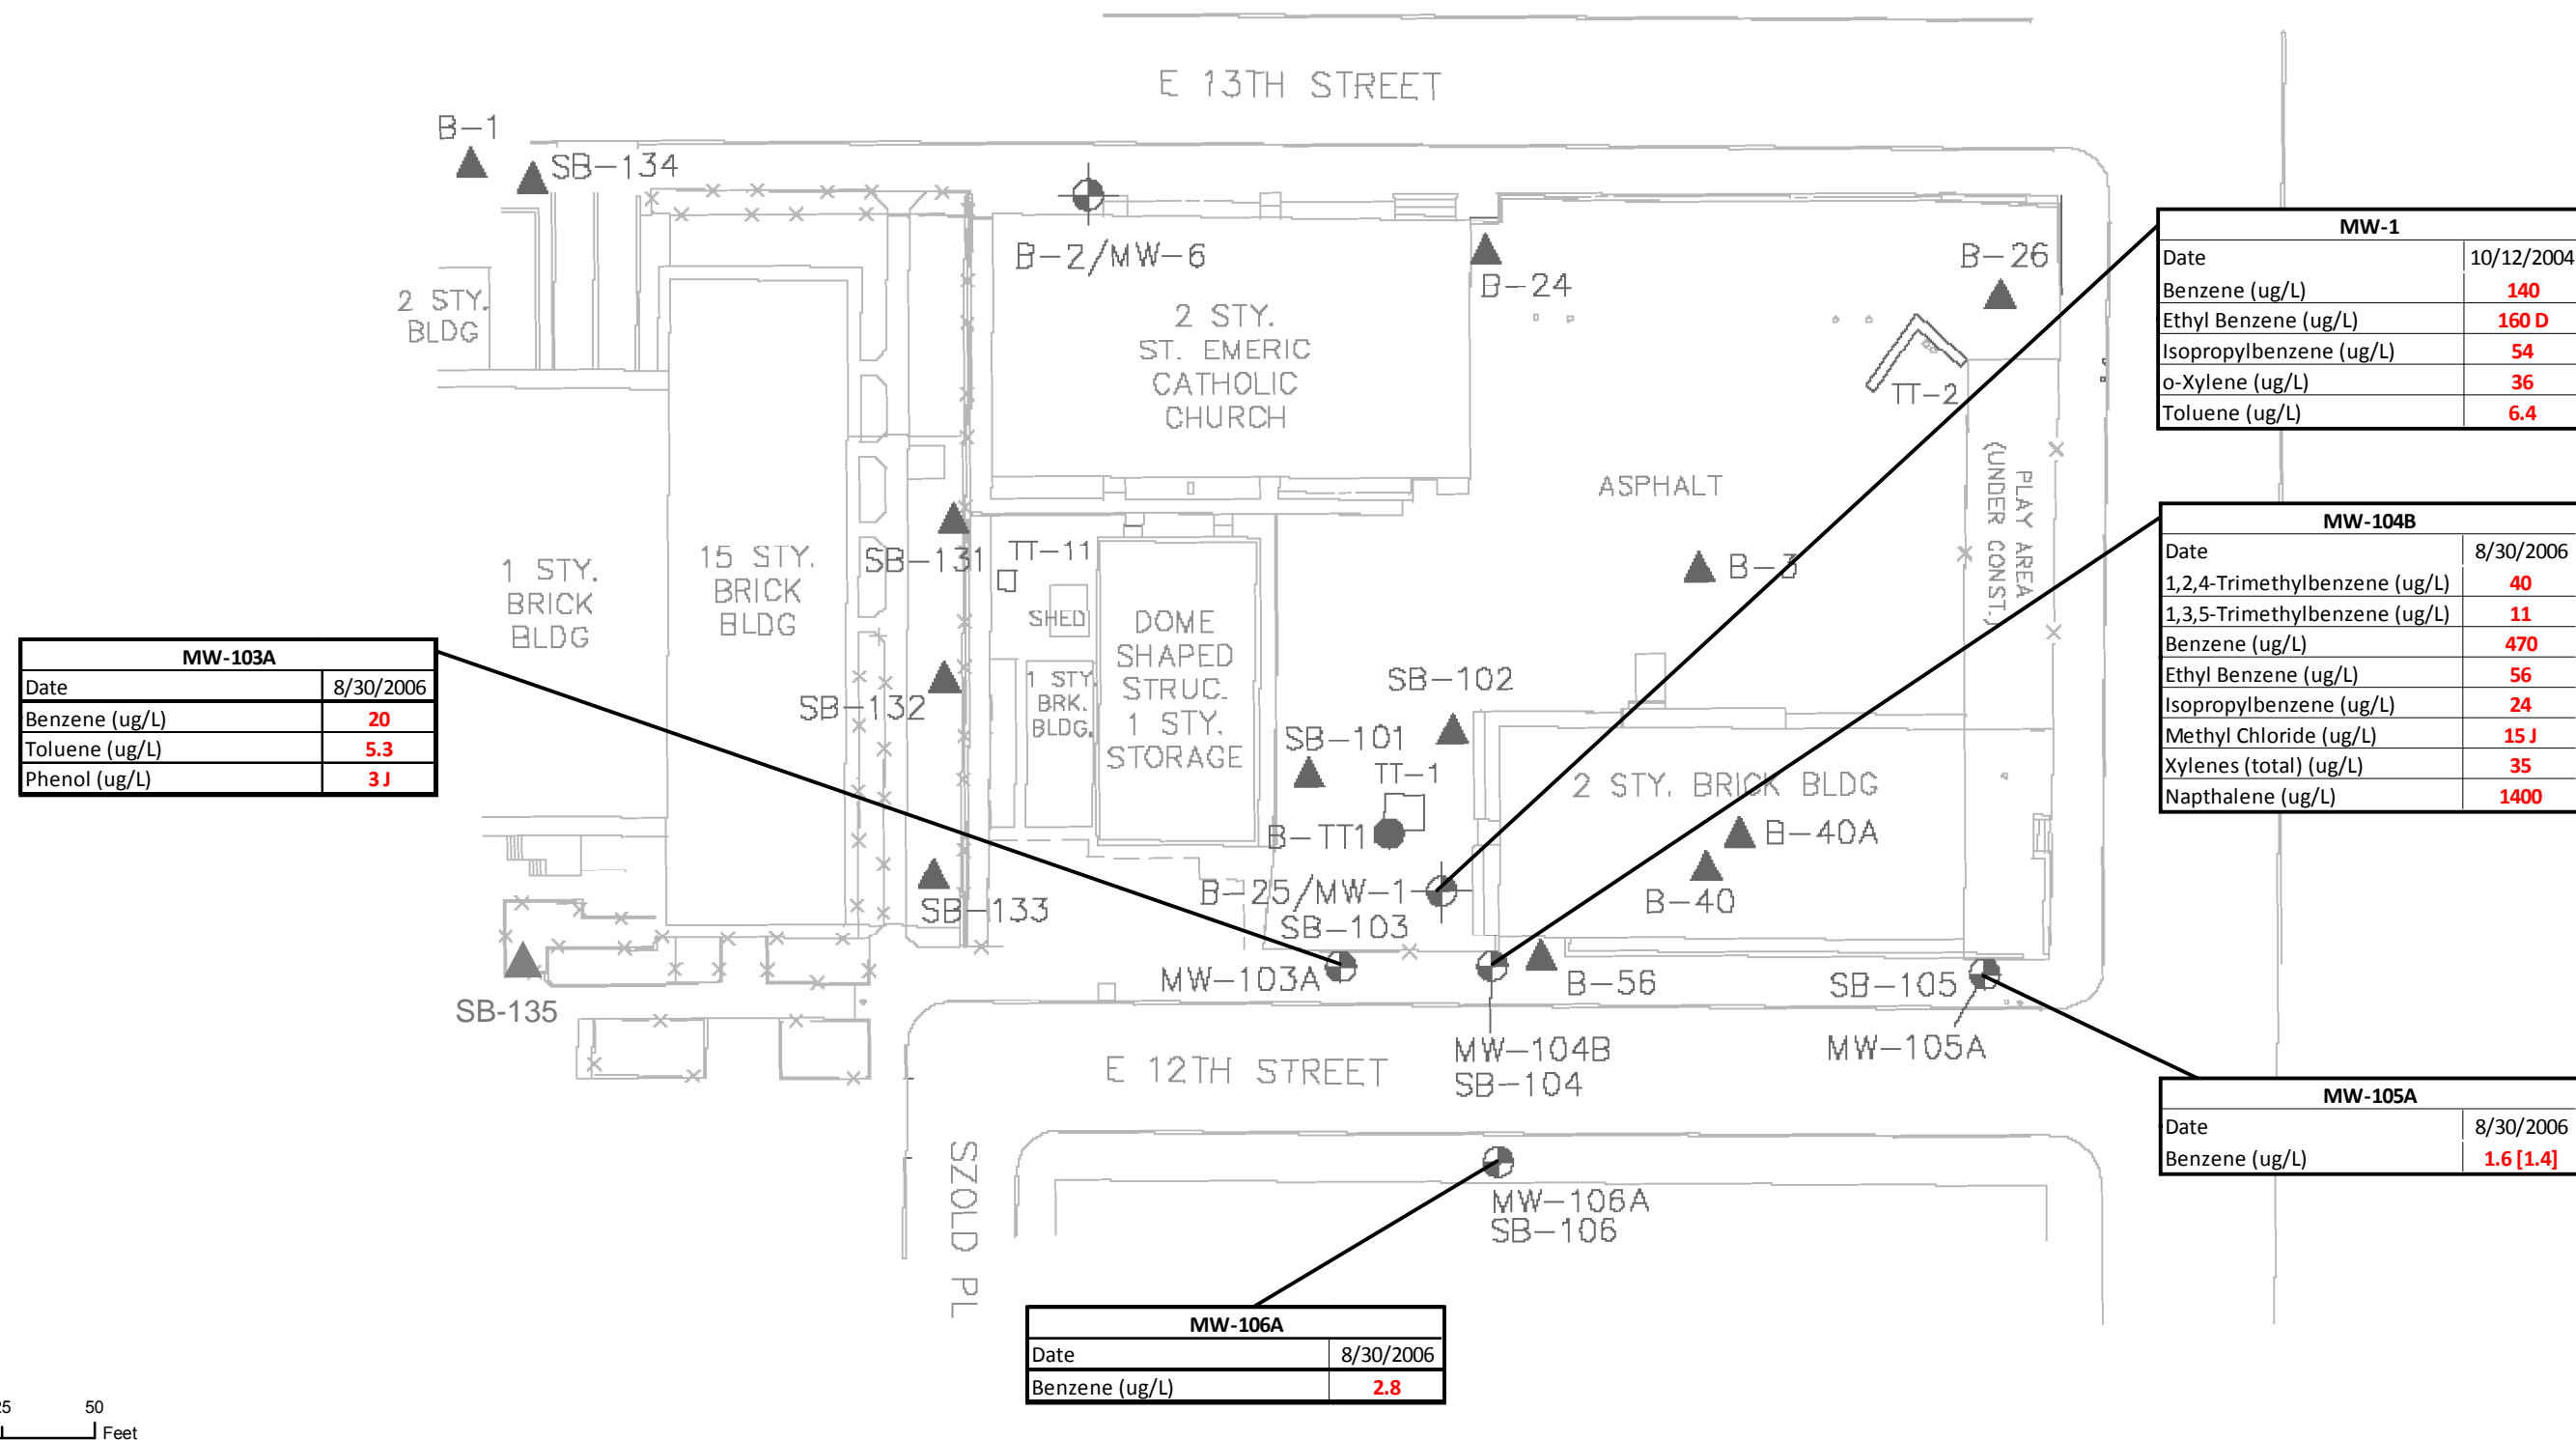 E 13TH STREET
B-1
SB-134
B-2/MW-6
B-24
B-26
2 STY.
BLDG
2 STY.
ST. EMERIC
CATHOLIC
CHURCH
TT-2
MW-1
Date 10/12/2004
Benzene (ug/L) 140
Ethyl Benzene (ug/L) 160 D
Isopropylbenzene (ug/L) 54
o-Xylene (ug/L) 36
Toluene (ug/L) 6.4
ASPHALT
PLAY AREA
(UNDER CONST.)
MW-104B
Date 8/30/2006
1,2,4-Trimethylbenzene (ug/L) 40
1,3,5-Trimethylbenzene (ug/L) 11
Benzene (ug/L) 470
Ethyl Benzene (ug/L) 56
Isopropylbenzene (ug/L) 24
Methyl Chloride (ug/L) 15 J
Xylenes (total) (ug/L) 35
Napthalene (ug/L) 1400
1 STY.
BRICK
BLDG
15 STY.
BRICK
BLDG
SB-131
TT-11
SHED
DOME
SHAPED
STRUC.
1 STY.
STORAGE
B-3
MW-103A
Date 8/30/2006
Benzene (ug/L) 20
Toluene (ug/L) 5.3
Phenol (ug/L) 3 J
SB-132
1 STY.
BRK.
BLDG.
SB-102
SB-101
TT-1
2 STY. BRICK BLDG
B-TT1
B-40A
B-40
SB-133
B-25/MW-1
SB-103
MW-103A
B-56
SB-105
SB-135
MW-104B
SB-104
MW-105A
E 12TH STREET
MW-105A
Date 8/30/2006
Benzene (ug/L) 1.6 [1.4]
SZOLD PL
MW-106A
SB-106
MW-106A
Date 8/30/2006
Benzene (ug/L) 2.8
50
Feet